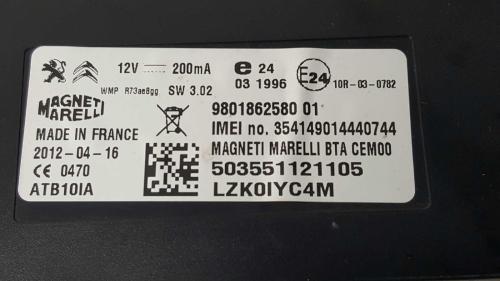 12V ⎓ 200mA
e 24
03 1996
E24
10R-03-0782
WMP R73ae8gg SW 3.02
MAGNETI
MARELLI
9801862580 01
IMEI no. 354149014440744
MADE IN FRANCE
MAGNETI MARELLI BTA CEM00
2012-04-16
503551121105
CE 0470
ATB10IA
LZK0IYC4M